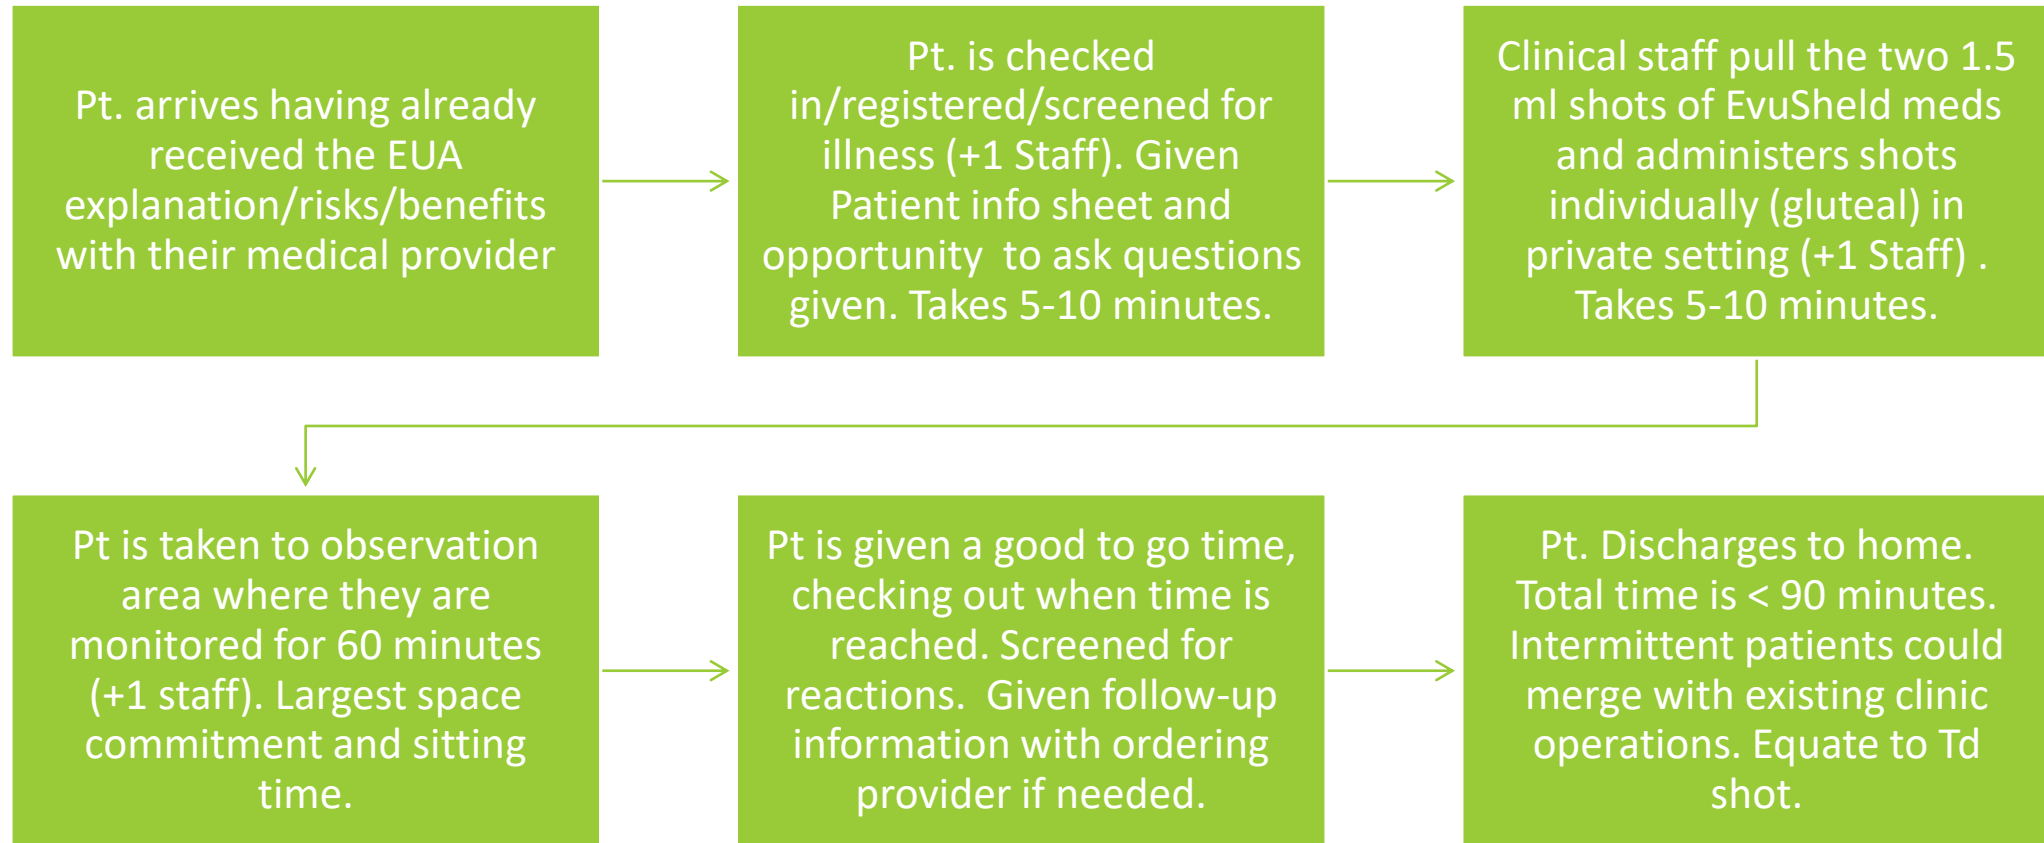 Pt. arrives having already
received the EUA
explanation/risks/benefits
with their medical provider
Pt. is checked
in/registered/screened for
illness (+1 Staff). Given
Patient info sheet and
opportunity  to ask questions
given. Takes 5-10 minutes.
Clinical staff pull the two 1.5
ml shots of EvuSheld meds
and administers shots
individually (gluteal) in
private setting (+1 Staff) .
Takes 5-10 minutes.
Pt is taken to observation
area where they are
monitored for 60 minutes
(+1 staff). Largest space
commitment and sitting
time.
Pt is given a good to go time,
checking out when time is
reached. Screened for
reactions.  Given follow-up
information with ordering
provider if needed.
Pt. Discharges to home.
Total time is < 90 minutes.
Intermittent patients could
merge with existing clinic
operations. Equate to Td
shot.